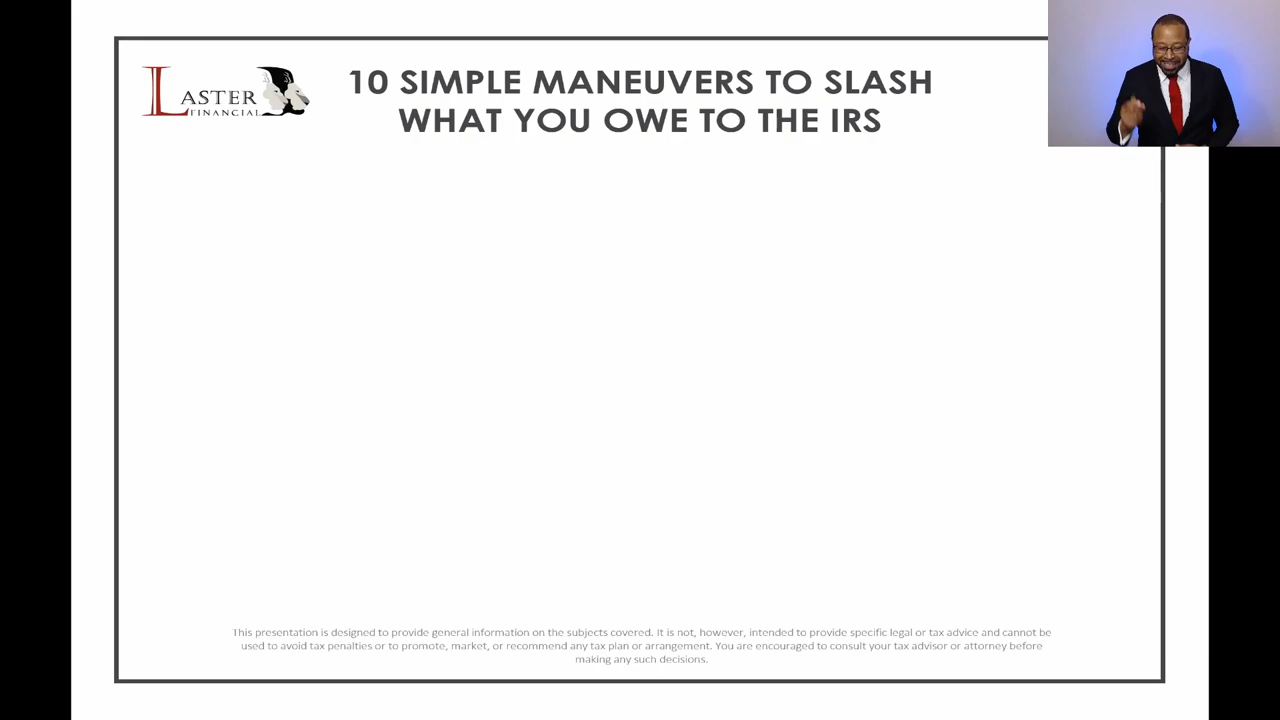 LASTER
FINANCIAL
10 SIMPLE MANEUVERS TO SLASH
WHAT YOU OWE TO THE IRS
This presentation is designed to provide general information on the subjects covered. It is not, however, intended to provide specific legal or tax advice and cannot be
used to avoid tax penalties or to promote, market, or recommend any tax plan or arrangement. You are encouraged to consult your tax advisor or attorney before
making any such decisions.